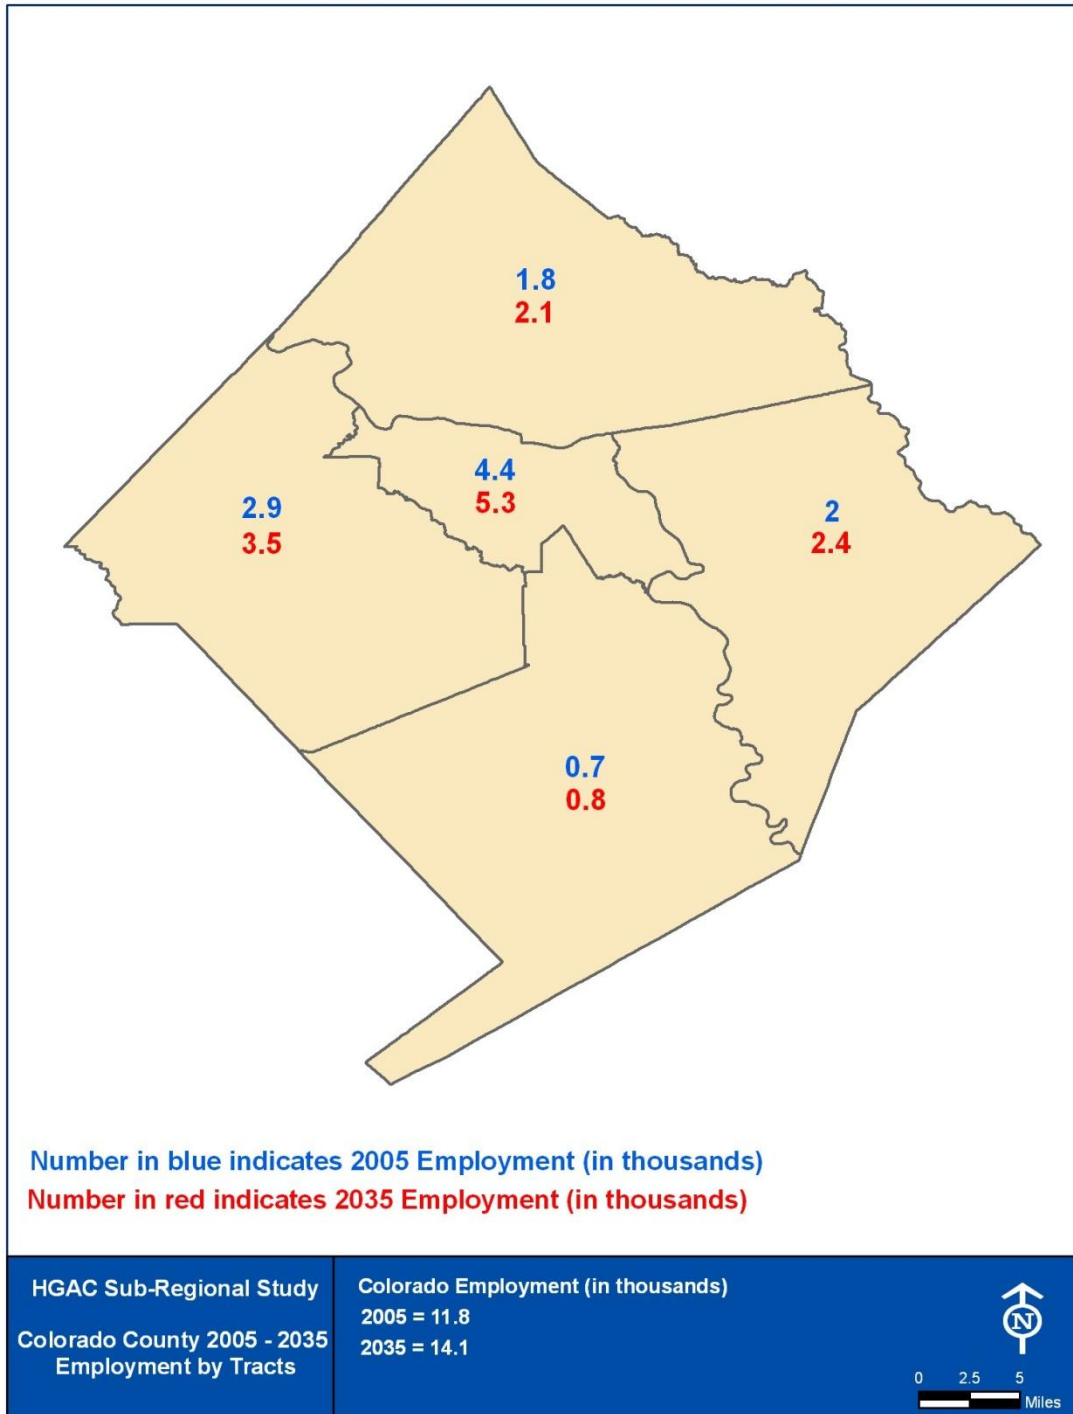 1.8
2.1
4.4
5.3
2.9
3.5
2
2.4
0.7
0.8
Number in blue indicates 2005 Employment (in thousands)
Number in red indicates 2035 Employment (in thousands)
HGAC Sub-Regional Study
Colorado County 2005 - 2035
Employment by Tracts
Colorado Employment (in thousands)
2005 = 11.8
2035 = 14.1
N
0 2.5 5
Miles